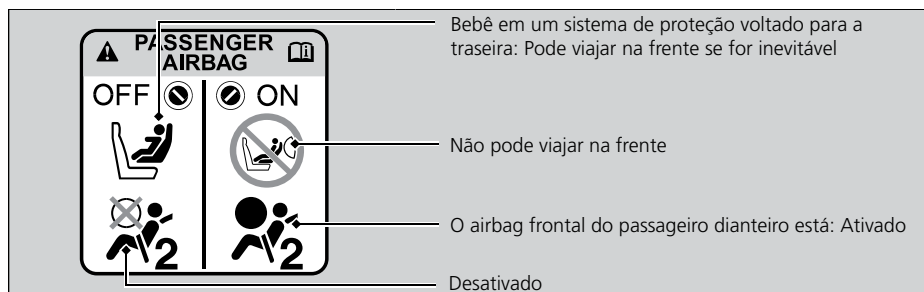 PASSENGER
AIRBAG
OFF
ON
2
2
Bebê em um sistema de proteção voltado para a
traseira: Pode viajar na frente se for inevitável
Não pode viajar na frente
O airbag frontal do passageiro dianteiro está: Ativado
Desativado